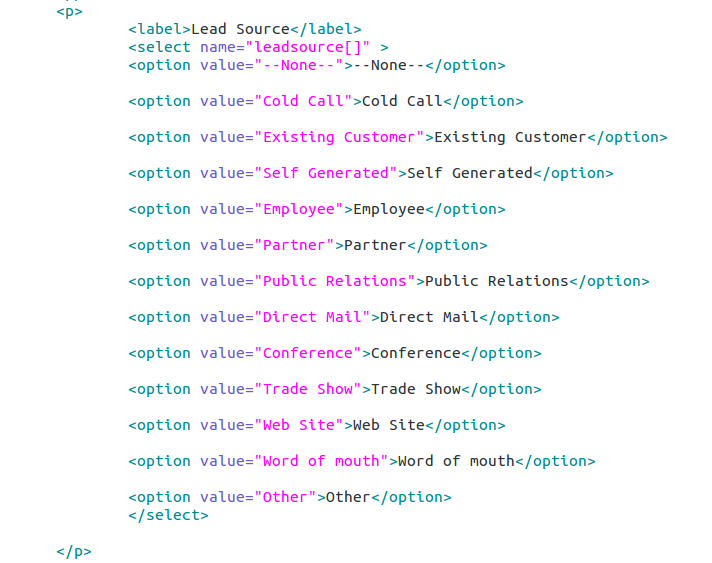 <p>
<label>Lead Source</label>
<select name="leadsource[]" >
<option value="--None--">--None--</option>
<option value="Cold Call">Cold Call</option>
<option value="Existing Customer">Existing Customer</option>
<option value="Self Generated">Self Generated</option>
<option value="Employee">Employee</option>
<option value="Partner">Partner</option>
<option value="Public Relations">Public Relations</option>
<option value="Direct Mail">Direct Mail</option>
<option value="Conference">Conference</option>
<option value="Trade Show">Trade Show</option>
<option value="Web Site">Web Site</option>
<option value="Word of mouth">Word of mouth</option>
<option value="Other">Other</option>
</select>
</p>